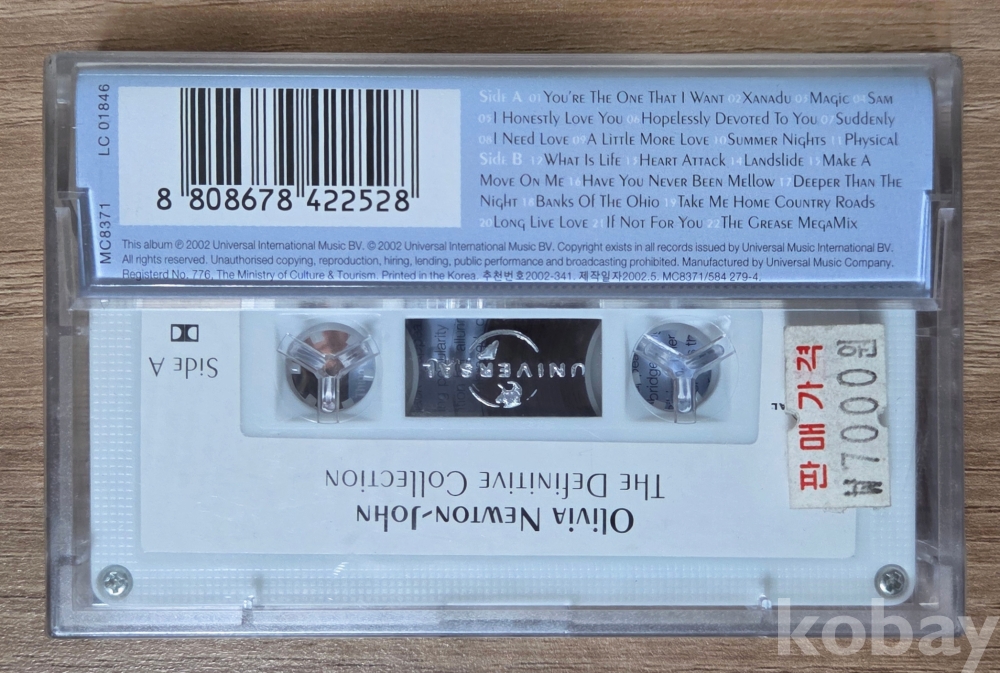 LC 01846
MC8371
8 808678 422528
Side A 01 You're The One That I Want 02 Xanadu 03 Magic 04 Sam
05 I Honestly Love You 06 Hopelessly Devoted To You 07 Suddenly
08 I Need Love 09 A Little More Love 10 Summer Nights 11 Physical
Side B 12 What Is Life 13 Heart Attack 14 Landslide 15 Make A
Move On Me 16 Have You Never Been Mellow 17 Deeper Than The
Night 18 Banks Of The Ohio 19 Take Me Home Country Roads
20 Long Live Love 21 If Not For You 22 The Grease MegaMix
This album ℗ 2002 Universal International Music BV. © 2002 Universal International Music BV. Copyright exists in all records issued by Universal International Music BV.
All rights reserved. Unauthorised copying, reproduction, hiring, lending, public performance and broadcasting prohibited. Manufactured by Universal Music Company.
Registerd No. 776, The Ministry of Culture & Tourism. Printed in the Korea. 추천번호2002-341. 제작일자2002.5. MC8371/584 279-4.
Side A
UNIVERSAL
판매가격
₩7000원
Olivia Newton-John
The Definitive Collection
kobay